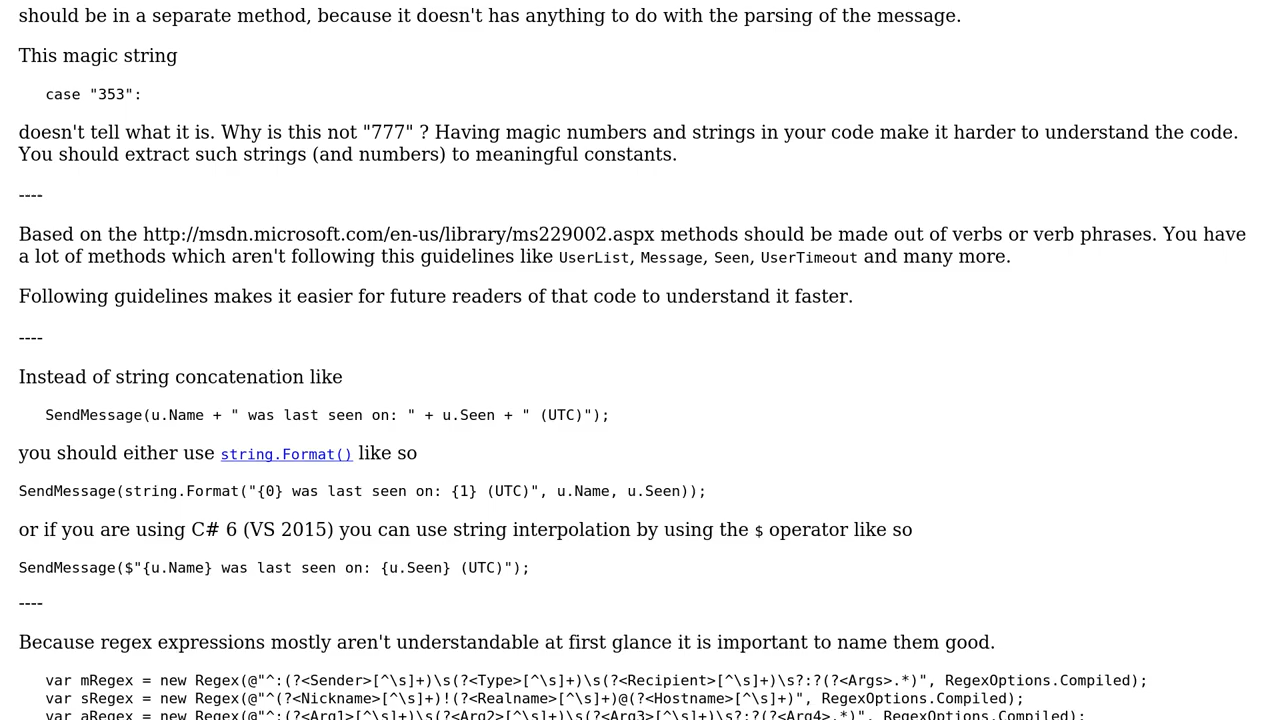 should be in a separate method, because it doesn't has anything to do with the parsing of the message.
This magic string
case "353":
doesn't tell what it is. Why is this not "777" ? Having magic numbers and strings in your code make it harder to understand the code.
You should extract such strings (and numbers) to meaningful constants.
----
Based on the http://msdn.microsoft.com/en-us/library/ms229002.aspx methods should be made out of verbs or verb phrases. You have
a lot of methods which aren't following this guidelines like UserList, Message, Seen, UserTimeout and many more.
Following guidelines makes it easier for future readers of that code to understand it faster.
----
Instead of string concatenation like
SendMessage(u.Name + " was last seen on: " + u.Seen + " (UTC)");
you should either use string.Format() like so
SendMessage(string.Format("{0} was last seen on: {1} (UTC)", u.Name, u.Seen));
or if you are using C# 6 (VS 2015) you can use string interpolation by using the $ operator like so
SendMessage($"{u.Name} was last seen on: {u.Seen} (UTC)");
----
Because regex expressions mostly aren't understandable at first glance it is important to name them good.
var mRegex = new Regex(@"^:(?<Sender>[^\s]+)\s(?<Type>[^\s]+)\s(?<Recipient>[^\s]+)\s?:?(?<Args>.*)", RegexOptions.Compiled);
var sRegex = new Regex(@"^(?<Nickname>[^\s]+)!(?<Realname>[^\s]+)@(?<Hostname>[^\s]+)", RegexOptions.Compiled);
var aRegex = new Regex(@"^:(?<Arg1>[^\s]+)\s(?<Arg2>[^\s]+)\s(?<Arg3>[^\s]+)\s?:?(?<Arg4>.*)", RegexOptions.Compiled);